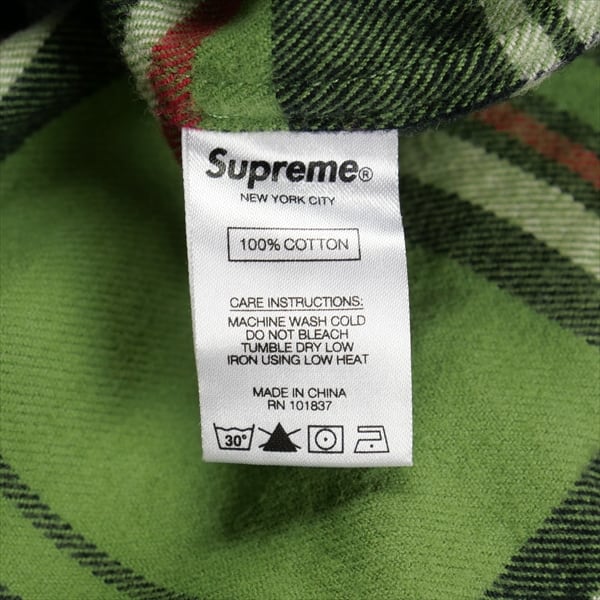 Supreme®
NEW YORK CITY
100% COTTON
CARE INSTRUCTIONS:
MACHINE WASH COLD
DO NOT BLEACH
TUMBLE DRY LOW
IRON USING LOW HEAT
MADE IN CHINA
RN 101837
30°